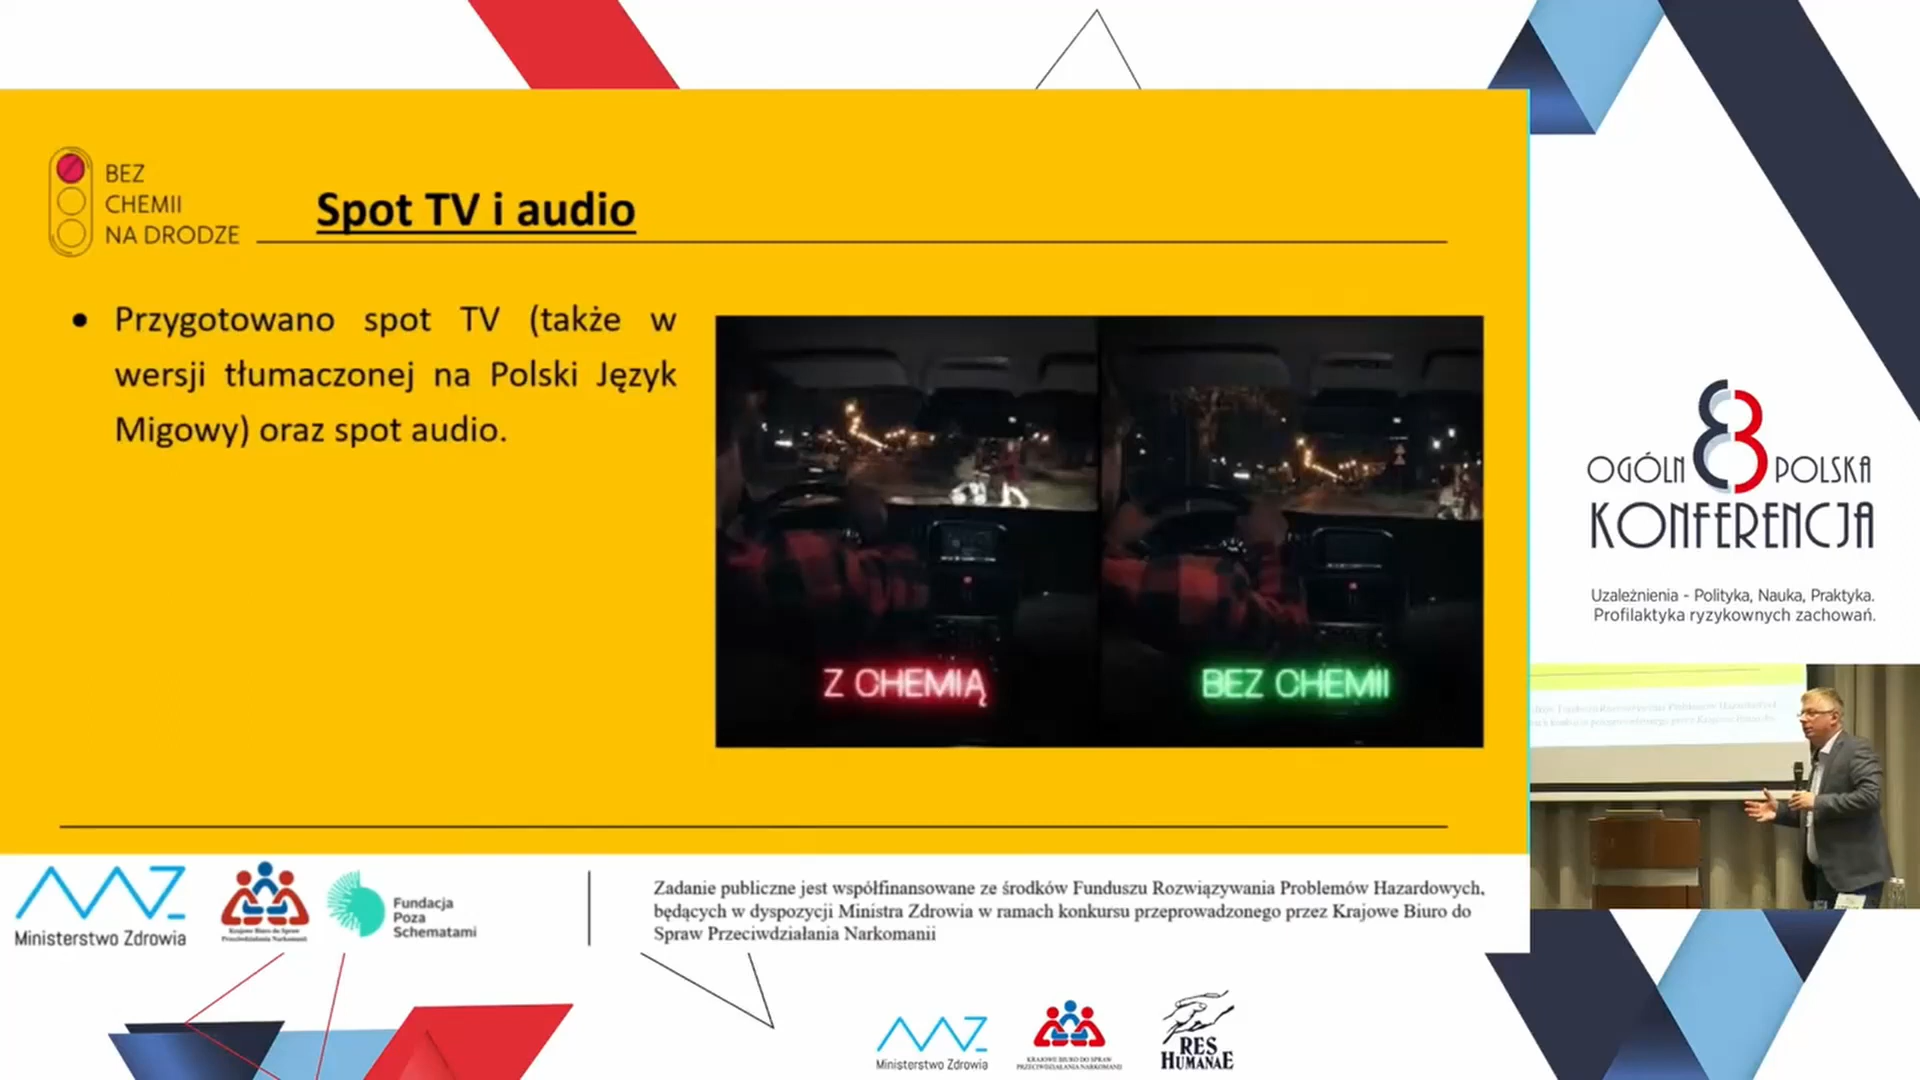 BEZ
CHEMII
NA DRODZE
Spot TV i audio
• Przygotowano spot TV (także w
wersji tłumaczonej na Polski Język
Migowy) oraz spot audio.
Z CHEMIĄ
BEZ CHEMII
Ministerstwo Zdrowia
Krajowe Biuro do Spraw
Przeciwdziałania Narkomanii
Fundacja
Poza
Schematami
Zadanie publiczne jest współfinansowane ze środków Funduszu Rozwiązywania Problemów Hazardowych,
będących w dyspozycji Ministra Zdrowia w ramach konkursu przeprowadzonego przez Krajowe Biuro do
Spraw Przeciwdziałania Narkomanii
OGÓLN8POLSKA
KONFERENCJA
Uzależnienia - Polityka, Nauka, Praktyka.
Profilaktyka ryzykownych zachowań.
Ministerstwo Zdrowia
KRAJOWE BIURO DO SPRAW
PRZECIWDZIAŁANIA NARKOMANII
RES
HUMANAE